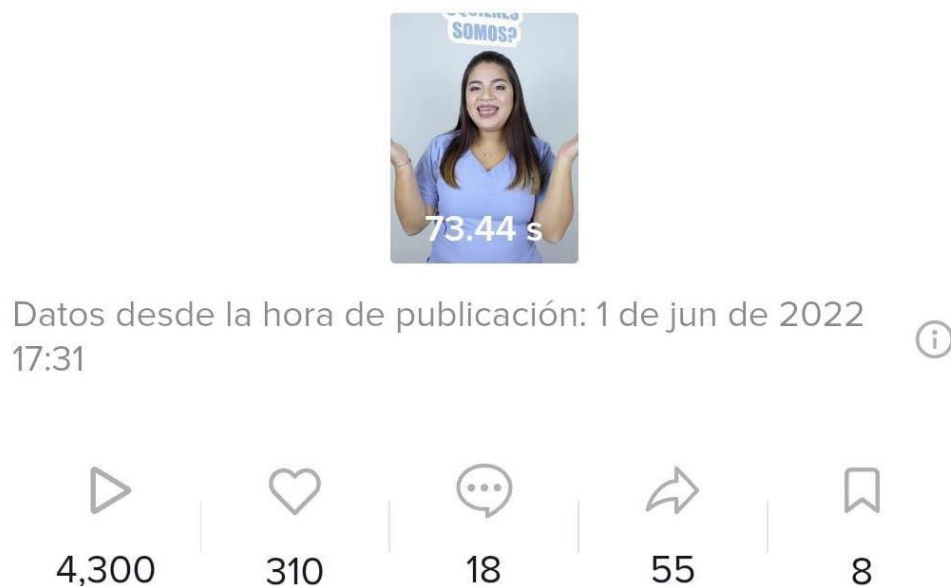 ¿QUIÉNES
SOMOS?
73.44 s
Datos desde la hora de publicación: 1 de jun de 2022
17:31
4,300
310
18
55
8